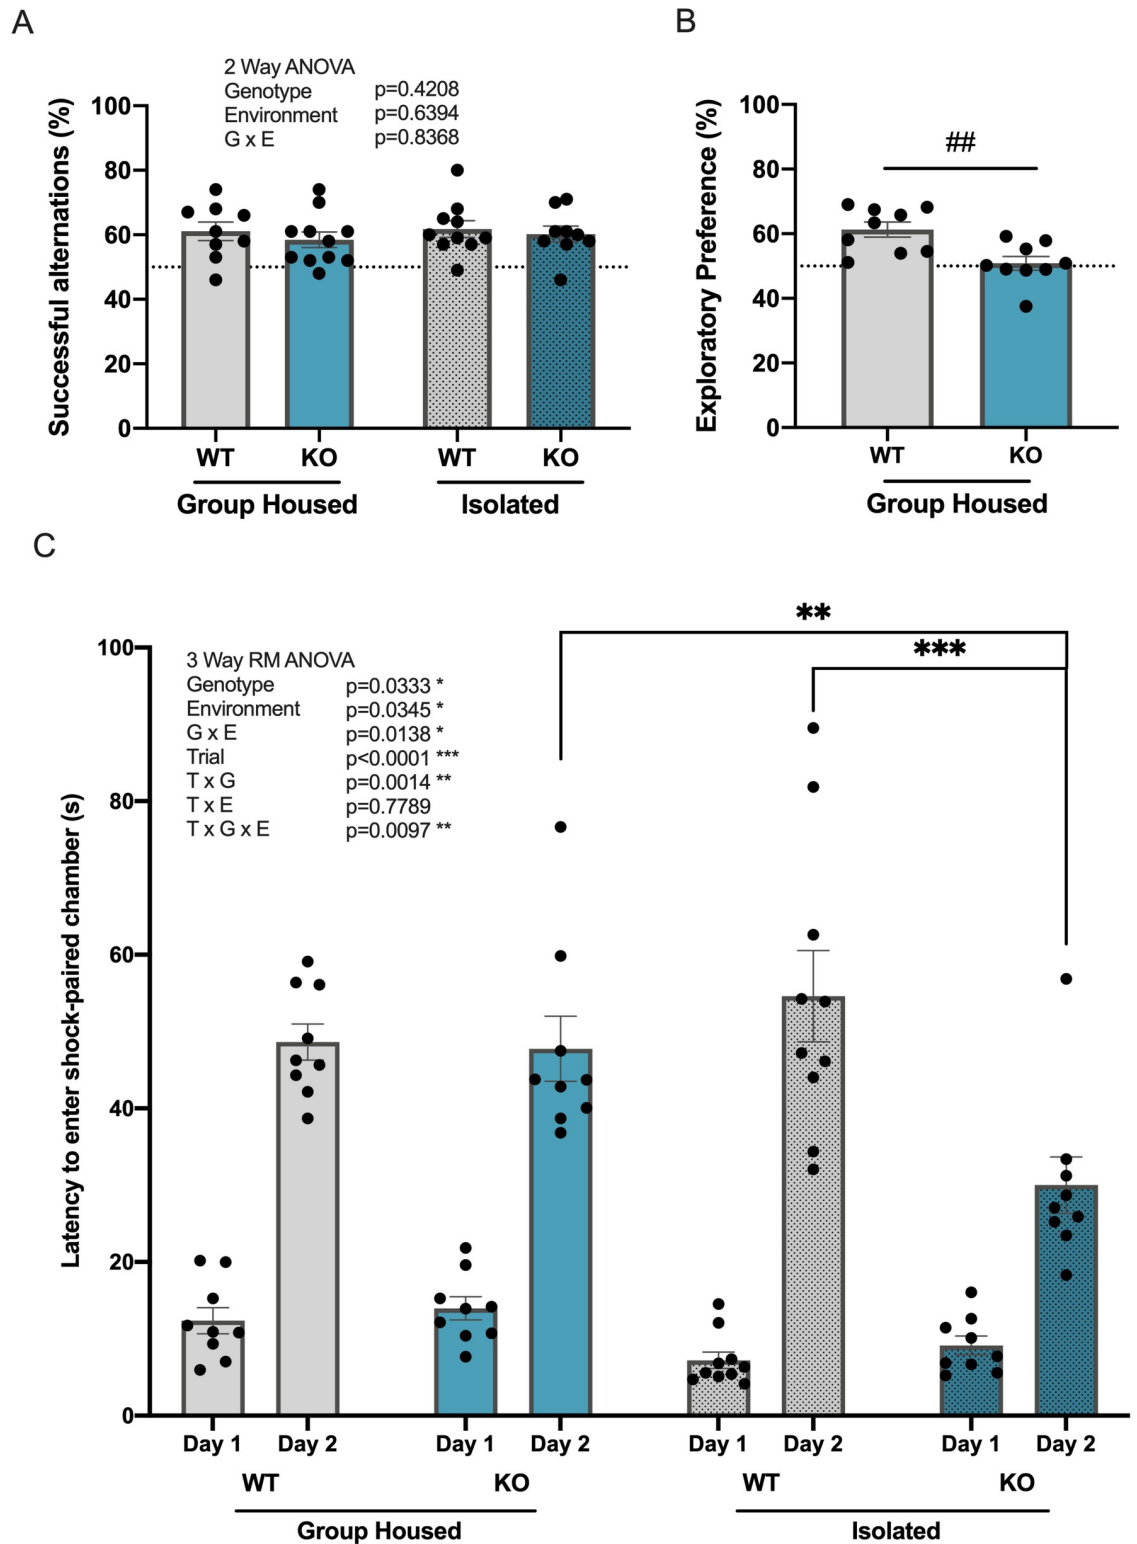 A
2 Way ANOVA
Genotype p=0.4208
Environment p=0.6394
G x E p=0.8368
Successful alternations (%)
100
80
60
40
20
0
WT KO WT KO
Group Housed Isolated
B
Exploratory Preference (%)
100
80
60
40
20
0
##
WT KO
Group Housed
C
** 
***
3 Way RM ANOVA
Genotype p=0.0333 *
Environment p=0.0345 *
G x E p=0.0138 *
Trial p<0.0001 ***
T x G p=0.0014 **
T x E p=0.7789
T x G x E p=0.0097 **
Latency to enter shock-paired chamber (s)
100
80
60
40
20
0
Day 1 Day 2 Day 1 Day 2 Day 1 Day 2 Day 1 Day 2
WT KO WT KO
Group Housed Isolated